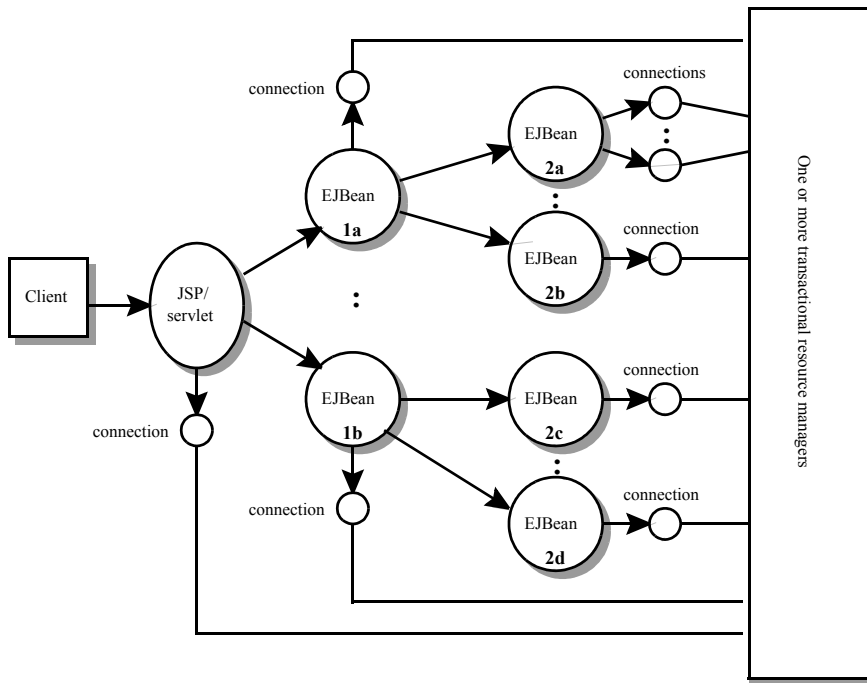 connection
connections
EJBean
2a
EJBean
1a
connection
EJBean
2b
Client
JSP/
servlet
One or more transactional resource managers
connection
EJBean
1b
EJBean
2c
connection
connection
connection
EJBean
2d